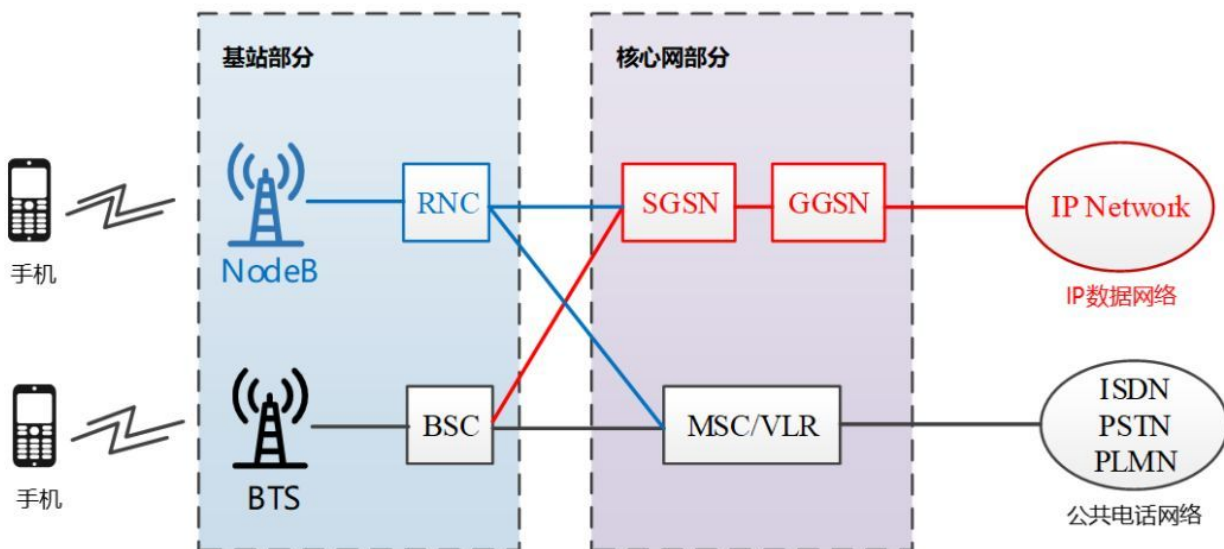 基站部分
核心网部分
RNC
SGSN
GGSN
IP Network
NodeB
手机
IP数据网络
BSC
MSC/VLR
ISDN
PSTN
PLMN
BTS
手机
公共电话网络